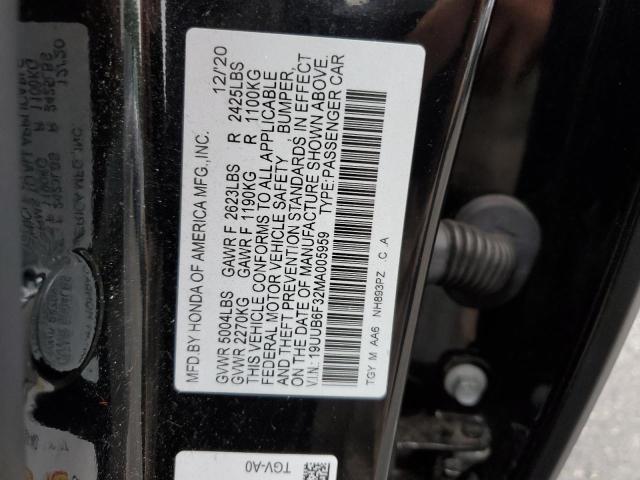 MFD.BY HONDA OF AMERICA MFG.,INC. 12/20
GVWR 5004LBS GAWR F 2623LBS R 2425LBS
GVWR 2270KG GAWR F 1190KG R 1100KG
THIS VEHICLE CONFORMS TO ALL APPLICABLE
FEDERAL MOTOR VEHICLE SAFETY , BUMPER,
AND THEFT PREVENTION STANDARDS IN EFFECT
ON THE DATE OF MANUFACTURE SHOWN ABOVE.
V.I.N.: 19UUB6F32MA005959 TYPE:PASSENGER CAR
TGY M AA6 NH893PZ C A
TGV-A0